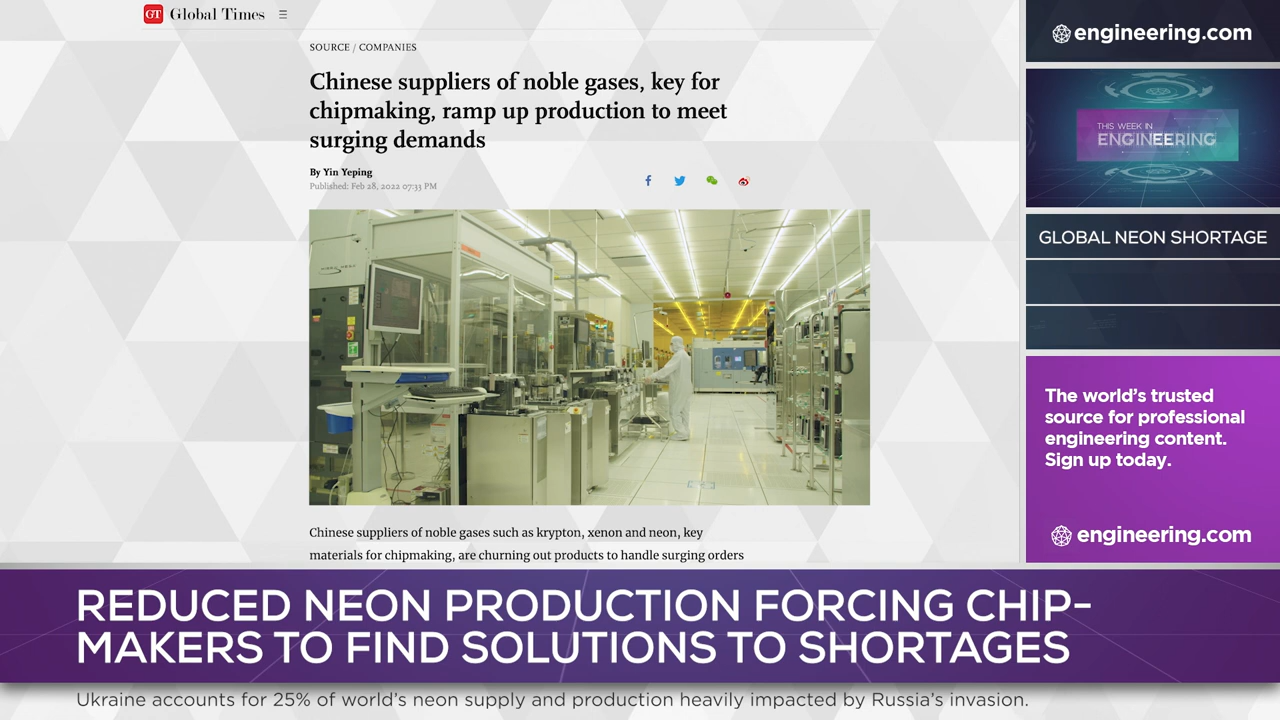 GT Global Times
SOURCE / COMPANIES
Chinese suppliers of noble gases, key for
chipmaking, ramp up production to meet
surging demands
By Yin Yeping
Published: Feb 28, 2022 07:33 PM
Chinese suppliers of noble gases such as krypton, xenon and neon, key
materials for chipmaking, are churning out products to handle surging orders
engineering.com
THIS WEEK IN
ENGINEERING
GLOBAL NEON SHORTAGE
The world's trusted
source for professional
engineering content.
Sign up today.
engineering.com
REDUCED NEON PRODUCTION FORCING CHIP-
MAKERS TO FIND SOLUTIONS TO SHORTAGES
Ukraine accounts for 25% of world's neon supply and production heavily impacted by Russia's invasion.